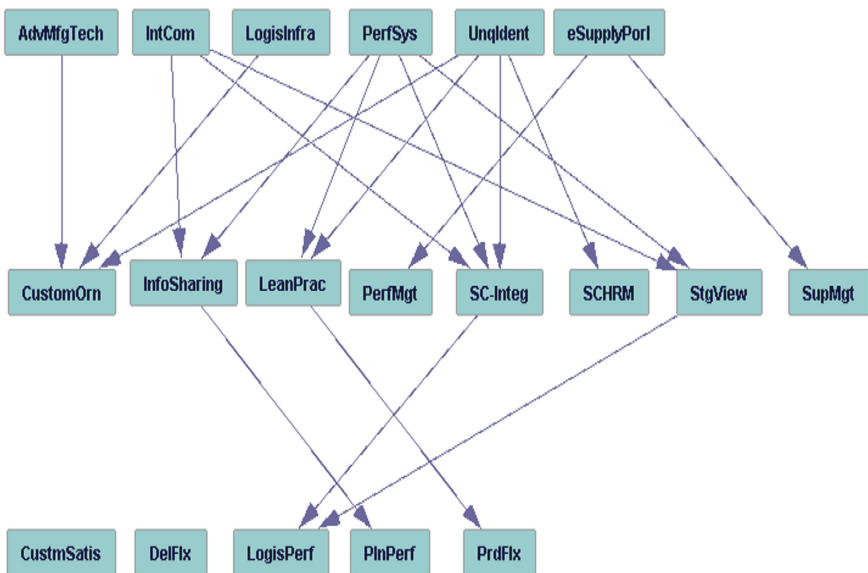 AdvMfgTech IntCom LogisInfra PerfSys UnqIdent eSupplyPorl
CustomOrn InfoSharing LeanPrac PerfMgt SC-Integ SCHRM StgView SupMgt
CustmSatis DelFlx LogisPerf PlnPerf PrdFlx